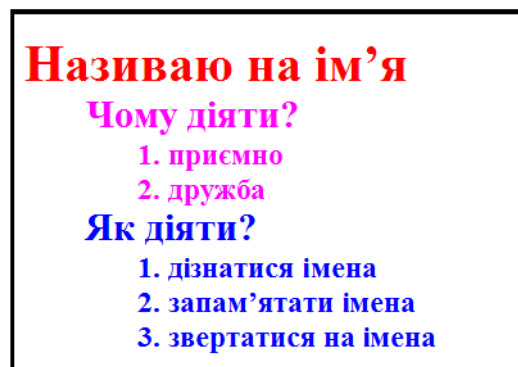 Називаю на ім’я
Чому діяти?
1. приємно
2. дружба
Як діяти?
1. дізнатися імена
2. запам’ятати імена
3. звертатися на імена